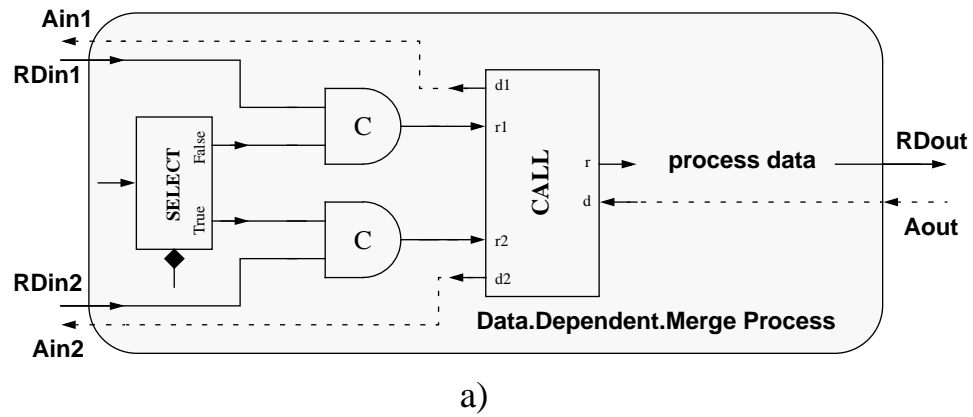 Ain1
RDin1
d1
C
r1
False
SELECT
True
CALL
r
process data
RDout
d
Aout
C
r2
d2
RDin2
Ain2
Data.Dependent.Merge Process
a)